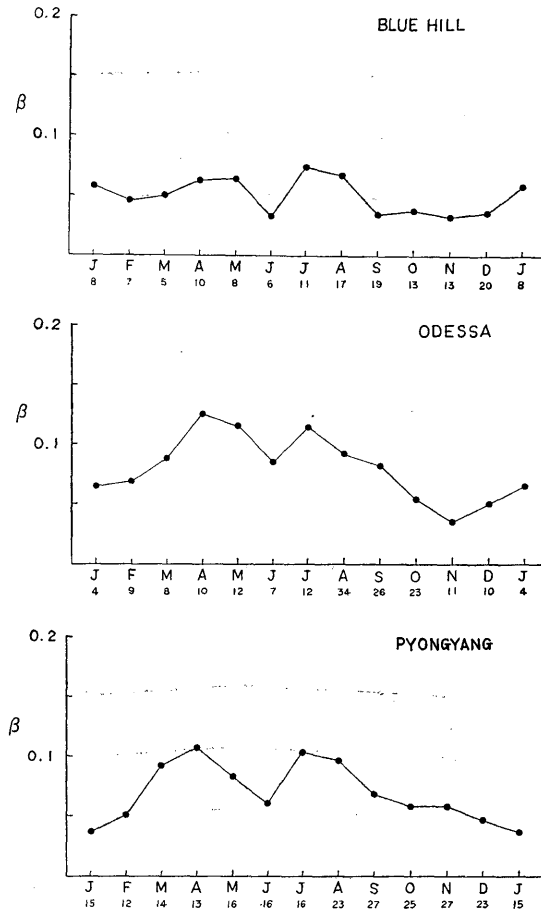 0.2
BLUE HILL
β
0.1
J F M A M J J A S O N D J
8 7 5 10 8 6 11 17 19 13 13 20 8
0.2
ODESSA
β
0.1
J F M A M J J A S O N D J
4 9 8 10 12 7 12 34 26 23 11 10 4
0.2
PYONGYANG
β
0.1
J F M A M J J A S O N D J
15 12 14 13 16 16 16 23 27 25 27 23 15